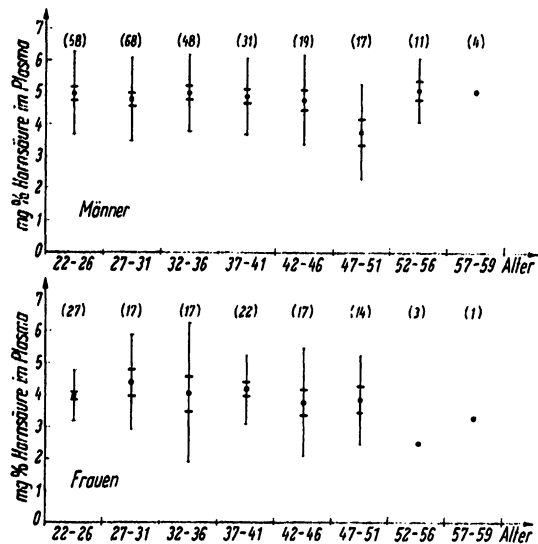 mg% Harnsäure im Plasma
7
6
5
4
3
2
1
0
(58) (68) (48) (31) (19) (17) (11) (4)
Männer
22-26 27-31 32-36 37-41 42-46 47-51 52-56 57-59 Alter
mg% Harnsäure im Plasma
7
6
5
4
3
2
1
0
(27) (17) (17) (22) (17) (14) (3) (1)
Frauen
22-26 27-31 32-36 37-41 42-46 47-51 52-56 57-59 Alter